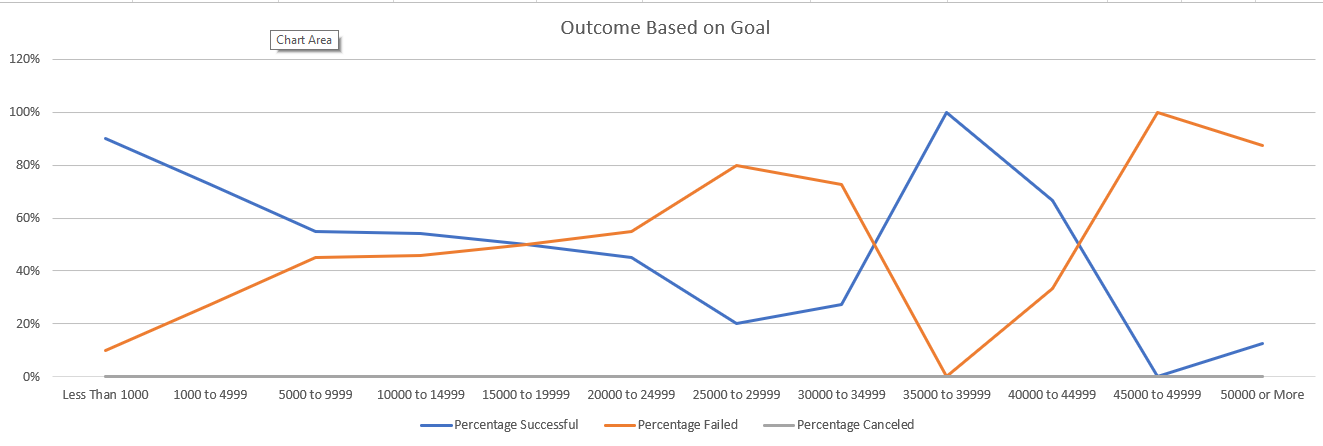 Outcome Based on Goal
Chart Area
120%
100%
80%
60%
40%
20%
0%
Less Than 1000 1000 to 4999 5000 to 9999 10000 to 14999 15000 to 19999 20000 to 24999 25000 to 29999 30000 to 34999 35000 to 39999 40000 to 44999 45000 to 49999 50000 or More
Percentage Successful Percentage Failed Percentage Canceled